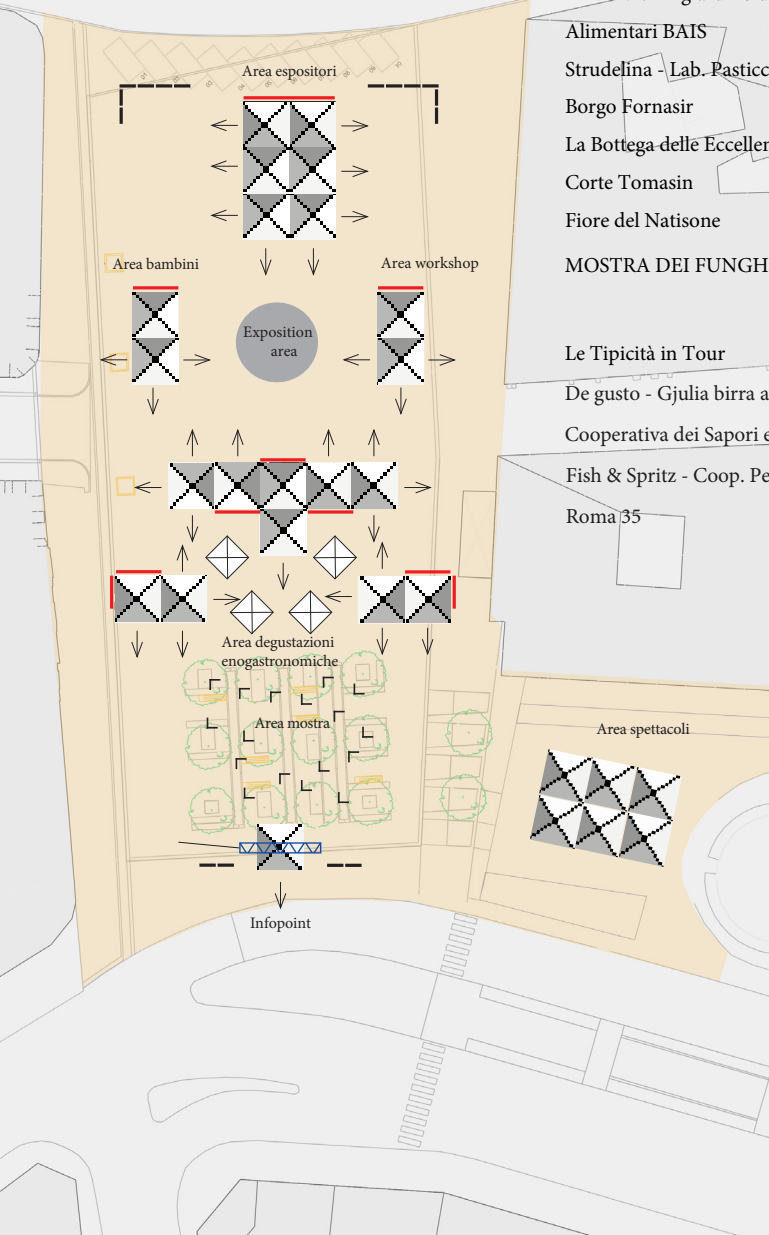 Alimentari BAIS
Strudelina - Lab. Pasticc
Borgo Fornasir
La Bottega delle Eccellen
Corte Tomasin
Fiore del Natisone
MOSTRA DEI FUNGH
Le Tipicità in Tour
De gusto - Gjulia birra a
Cooperativa dei Sapori e
Fish & Spritz - Coop. Pe
Roma 35
Area espositori
Area bambini
Area workshop
Exposition
area
Area degustazioni
enogastronomiche
Area mostra
Area spettacoli
Infopoint